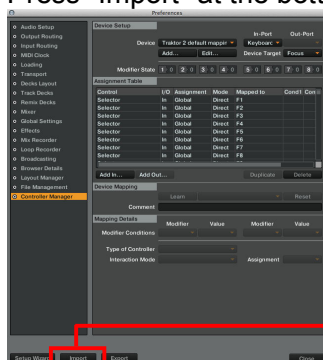 Press "Import" at the bott
Preferences
Audio Setup
Output Routing
Input Routing
MIDI Clock
Loading
Transport
Decks Layout
Track Decks
Remix Decks
Mixer
Global Settings
Effects
Mix Recorder
Loop Recorder
Broadcasting
Browser Details
Layout Manager
File Management
Controller Manager
Device Setup
In-Port Out-Port
Device Traktor 2 default mappin Keyboard
Add... Edit... Device Target Focus
Modifier State 1 0 2 0 3 0 4 0 5 0 6 0 7 0 8 0
Assignment Table
Control I/O Assignment Mode Mapped to Cond1 Con
Selector In Global Direct F1
Selector In Global Direct F2
Selector In Global Direct F3
Selector In Global Direct F4
Selector In Global Direct F5
Selector In Global Direct F6
Selector In Global Direct F7
Selector In Global Direct F8
Add In... Add Out... Duplicate Delete
Device Mapping
Learn Reset
Comment
Mapping Details
Modifier Value Modifier Value
Modifier Conditions
Type of Controller
Interaction Mode Assignment
Setup Wizard Import Export Close